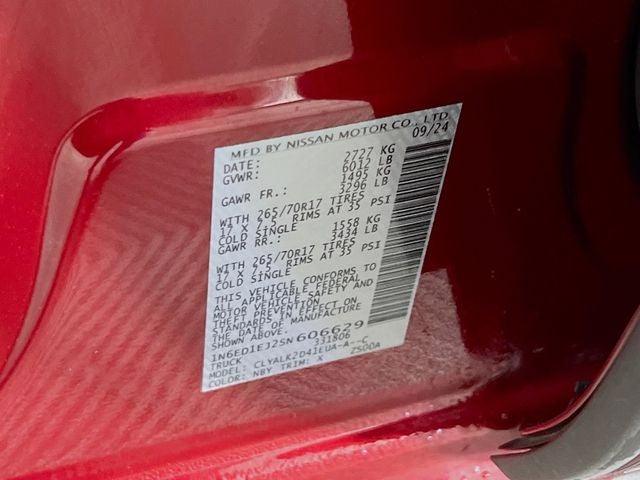 MFD BY NISSAN MOTOR CO., LTD.
DATE: 09/24
GVWR: 2727 KG
6012 LB
GAWR FR.: 1495 KG
3296 LB
WITH 265/70R17 TIRES
17 X 7.5 RIMS AT 35 PSI
COLD SINGLE
GAWR RR.: 1558 KG
3434 LB
WITH 265/70R17 TIRES
17 X 7.5 RIMS AT 35 PSI
COLD SINGLE
THIS VEHICLE CONFORMS TO
ALL APPLICABLE FEDERAL
MOTOR VEHICLE SAFETY AND
THEFT PREVENTION
STANDARDS IN EFFECT ON
THE DATE OF MANUFACTURE
SHOWN ABOVE.
1N6ED1EJ2SN606629
TRUCK 331806
MODEL: CLYALK2D41EUA-A--C
COLOR: NBY TRIM: X Z500A